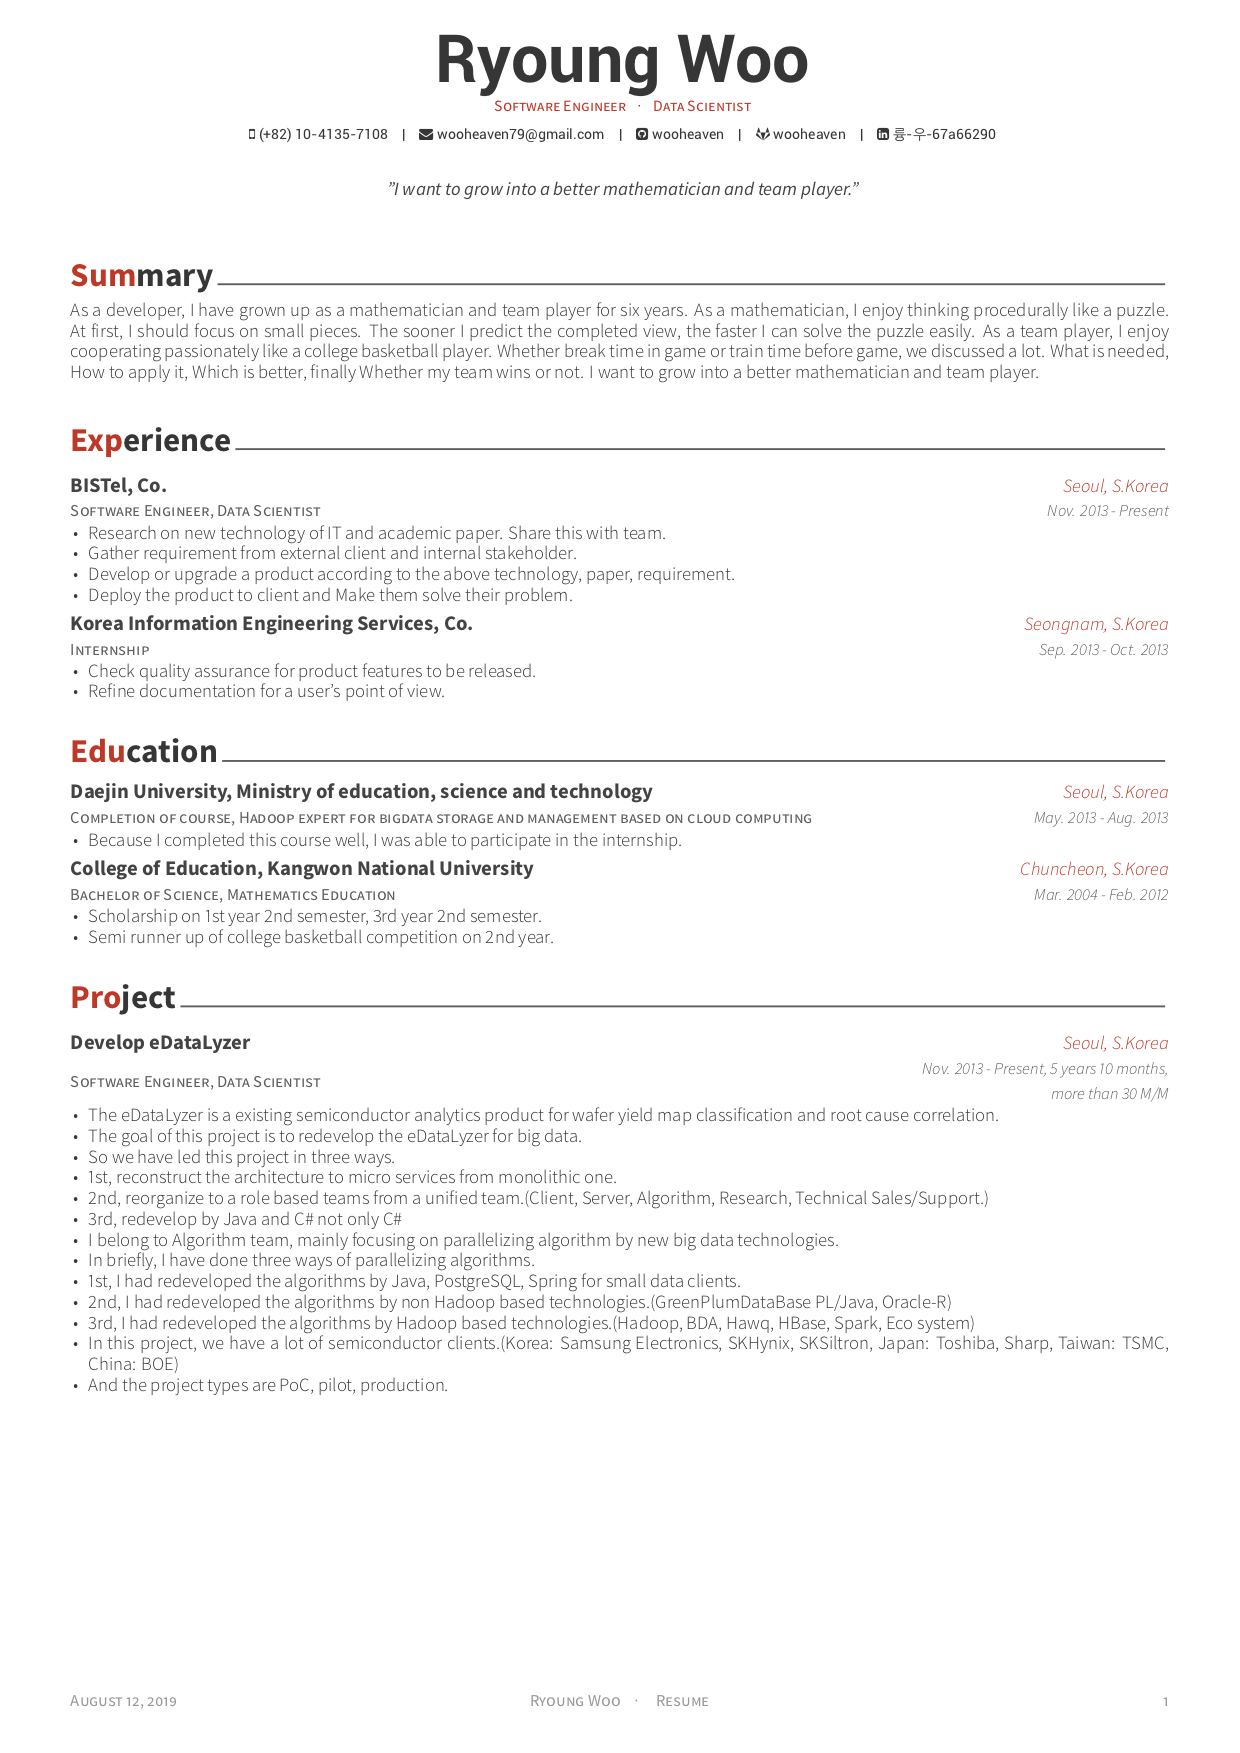 Ryoung Woo
Software Engineer · Data Scientist
(+82) 10-4135-7108 | wooheaven79@gmail.com | wooheaven | wooheaven | 륭-우-67a66290
”I want to grow into a better mathematician and team player.”
Summary
As a developer, I have grown up as a mathematician and team player for six years. As a mathematician, I enjoy thinking procedurally like a puzzle.
At first, I should focus on small pieces. The sooner I predict the completed view, the faster I can solve the puzzle easily. As a team player, I enjoy
cooperating passionately like a college basketball player. Whether break time in game or train time before game, we discussed a lot. What is needed,
How to apply it, Which is better, finally Whether my team wins or not. I want to grow into a better mathematician and team player.
Experience
BISTel, Co. Seoul, S.Korea
Software Engineer, Data Scientist Nov. 2013 - Present
• Research on new technology of IT and academic paper. Share this with team.
• Gather requirement from external client and internal stakeholder.
• Develop or upgrade a product according to the above technology, paper, requirement.
• Deploy the product to client and Make them solve their problem.
Korea Information Engineering Services, Co. Seongnam, S.Korea
Internship Sep. 2013 - Oct. 2013
• Check quality assurance for product features to be released.
• Refine documentation for a user’s point of view.
Education
Daejin University, Ministry of education, science and technology Seoul, S.Korea
Completion of course, Hadoop expert for bigdata storage and management based on cloud computing May. 2013 - Aug. 2013
• Because I completed this course well, I was able to participate in the internship.
College of Education, Kangwon National University Chuncheon, S.Korea
Bachelor of Science, Mathematics Education Mar. 2004 - Feb. 2012
• Scholarship on 1st year 2nd semester, 3rd year 2nd semester.
• Semi runner up of college basketball competition on 2nd year.
Project
Develop eDataLyzer Seoul, S.Korea
Nov. 2013 - Present, 5 years 10 months,
Software Engineer, Data Scientist
more than 30 M/M
• The eDataLyzer is a existing semiconductor analytics product for wafer yield map classification and root cause correlation.
• The goal of this project is to redevelop the eDataLyzer for big data.
• So we have led this project in three ways.
• 1st, reconstruct the architecture to micro services from monolithic one.
• 2nd, reorganize to a role based teams from a unified team.(Client, Server, Algorithm, Research, Technical Sales/Support.)
• 3rd, redevelop by Java and C# not only C#
• I belong to Algorithm team, mainly focusing on parallelizing algorithm by new big data technologies.
• In briefly, I have done three ways of parallelizing algorithms.
• 1st, I had redeveloped the algorithms by Java, PostgreSQL, Spring for small data clients.
• 2nd, I had redeveloped the algorithms by non Hadoop based technologies.(GreenPlumDataBase PL/Java, Oracle-R)
• 3rd, I had redeveloped the algorithms by Hadoop based technologies.(Hadoop, BDA, Hawq, HBase, Spark, Eco system)
• In this project, we have a lot of semiconductor clients.(Korea: Samsung Electronics, SKHynix, SKSiltron, Japan: Toshiba, Sharp, Taiwan: TSMC,
China: BOE)
• And the project types are PoC, pilot, production.
August 12, 2019 Ryoung Woo · Resume 1